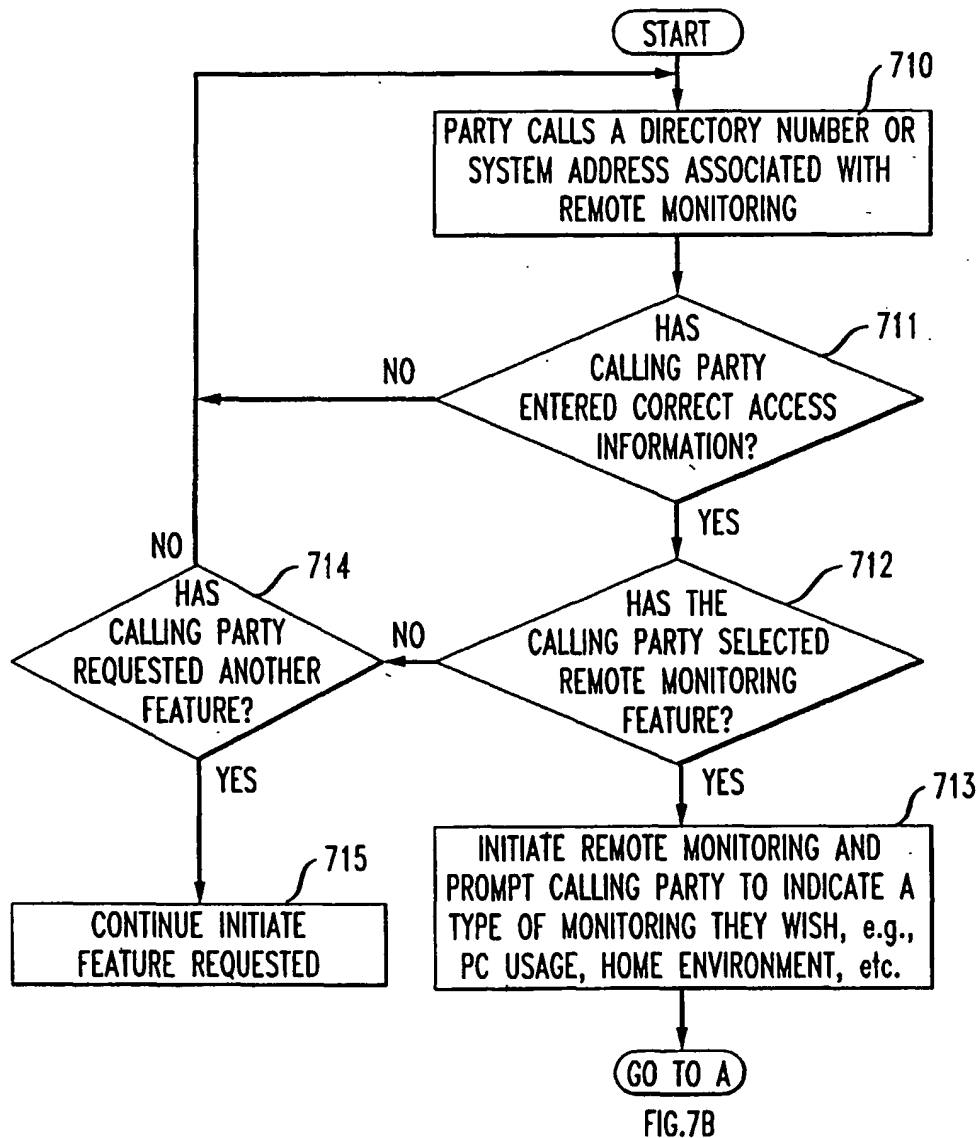 START
710
PARTY CALLS A DIRECTORY NUMBER OR
SYSTEM ADDRESS ASSOCIATED WITH
REMOTE MONITORING
711
HAS
CALLING PARTY
ENTERED CORRECT ACCESS
INFORMATION?
NO
YES
712
HAS THE
CALLING PARTY SELECTED
REMOTE MONITORING
FEATURE?
NO
NO
714
HAS
CALLING PARTY
REQUESTED ANOTHER
FEATURE?
YES
YES
715
CONTINUE INITIATE
FEATURE REQUESTED
713
INITIATE REMOTE MONITORING AND
PROMPT CALLING PARTY TO INDICATE A
TYPE OF MONITORING THEY WISH, e.g.,
PC USAGE, HOME ENVIRONMENT, etc.
GO TO A
FIG.7B